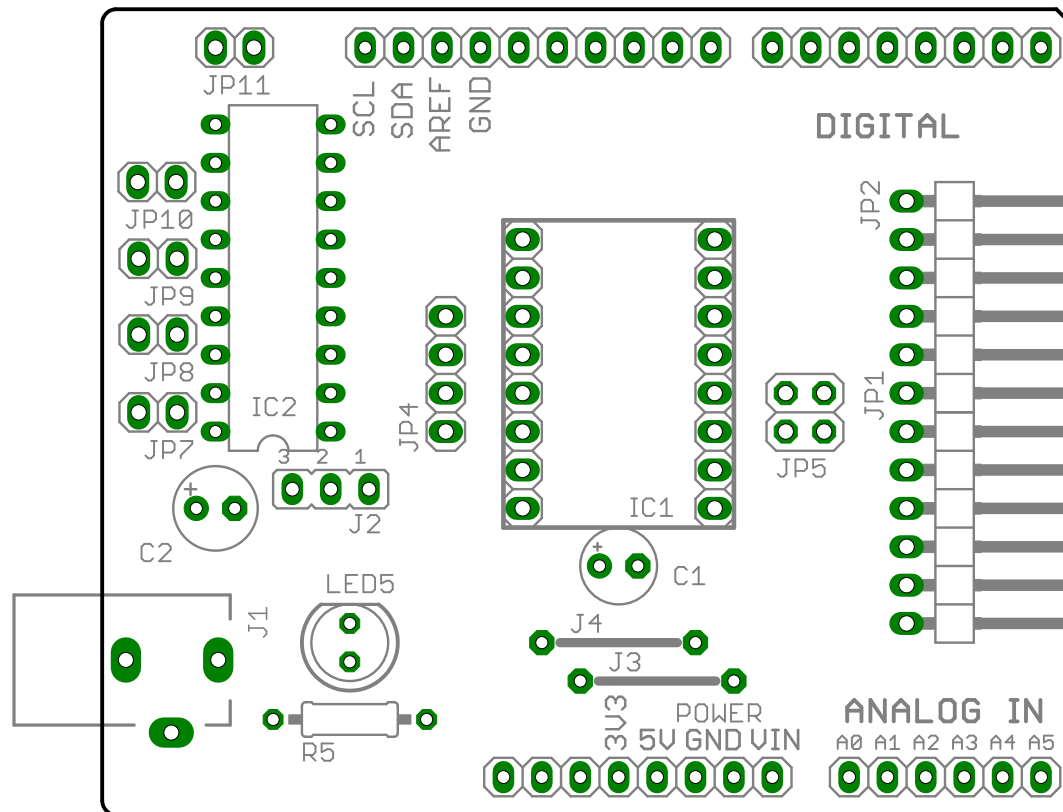 JP11
SCL
SDA
AREF
GND
DIGITAL
JP10
JP2
JP9
JP8
JP1
IC2
JP4
JP7
3 2 1
JP5
+
J2
IC1
C2
+
C1
LED5
J1
J4
J3
3V3
POWER
ANALOG IN
R5
5V GND VIN
A0 A1 A2 A3 A4 A5